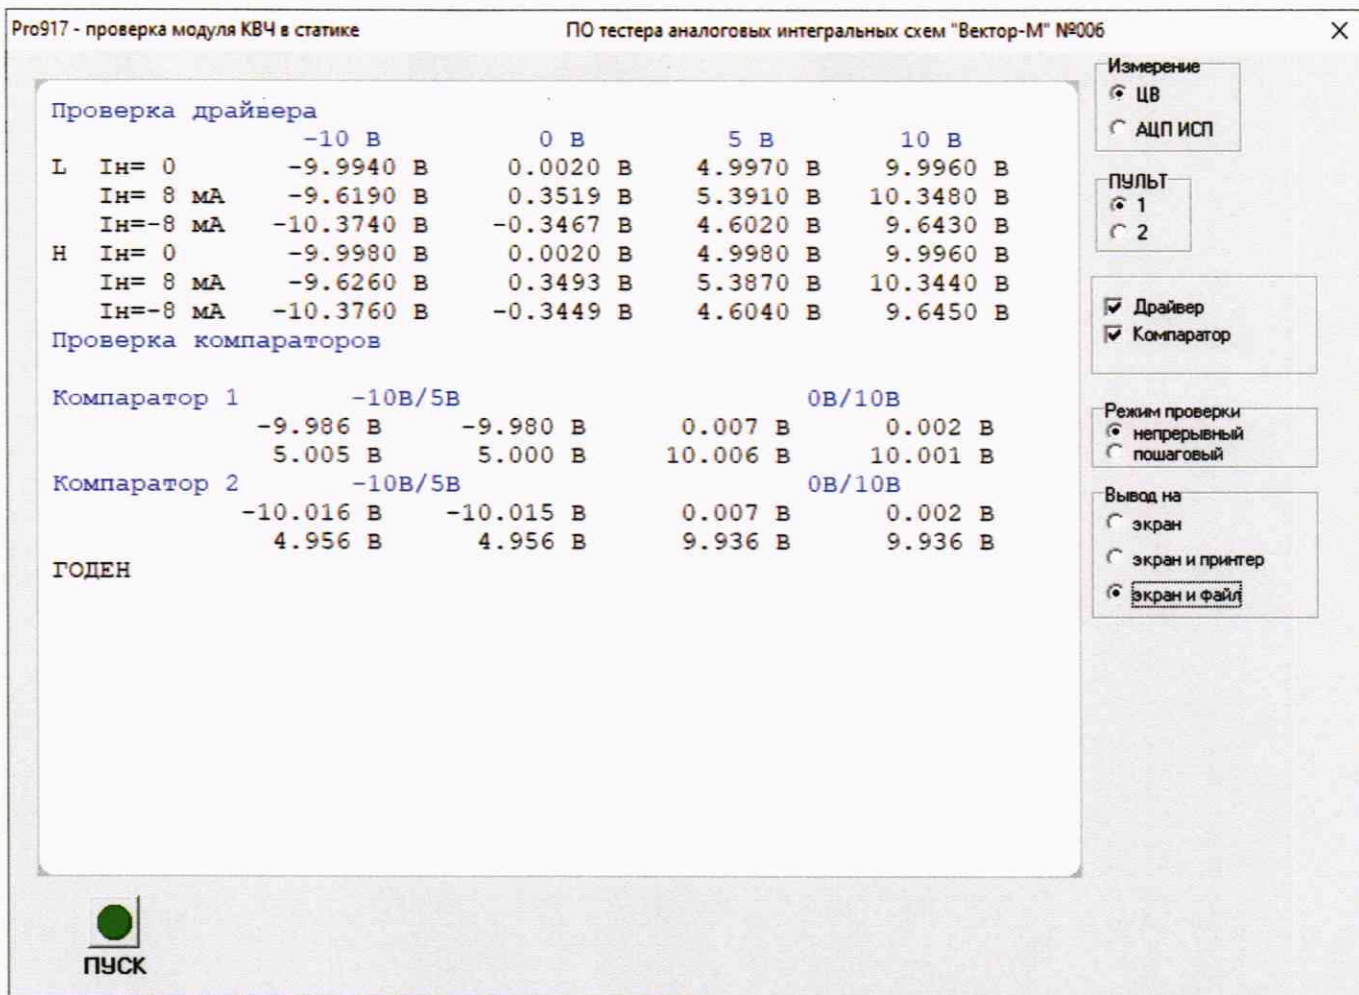 Pro917 - проверка модуля КВЧ в статике ПО тестера аналоговых интегральных схем "Вектор-М" №006
Проверка драйвера
-10 В 0 В 5 В 10 В
L Iн= 0 -9.9940 В 0.0020 В 4.9970 В 9.9960 В
Iн= 8 мА -9.6190 В 0.3519 В 5.3910 В 10.3480 В
Iн=-8 мА -10.3740 В -0.3467 В 4.6020 В 9.6430 В
H Iн= 0 -9.9980 В 0.0020 В 4.9980 В 9.9960 В
Iн= 8 мА -9.6260 В 0.3493 В 5.3870 В 10.3440 В
Iн=-8 мА -10.3760 В -0.3449 В 4.6040 В 9.6450 В
Проверка компараторов
Компаратор 1 -10В/5В 0В/10В
-9.986 В -9.980 В 0.007 В 0.002 В
5.005 В 5.000 В 10.006 В 10.001 В
Компаратор 2 -10В/5В 0В/10В
-10.016 В -10.015 В 0.007 В 0.002 В
4.956 В 4.956 В 9.936 В 9.936 В
ГОДЕН
Измерение
ЦВ
АЦП ИСП
ПУЛЬТ
1
2
Драйвер
Компаратор
Режим проверки
непрерывный
пошаговый
Вывод на
экран
экран и принтер
экран и файл
ПУСК